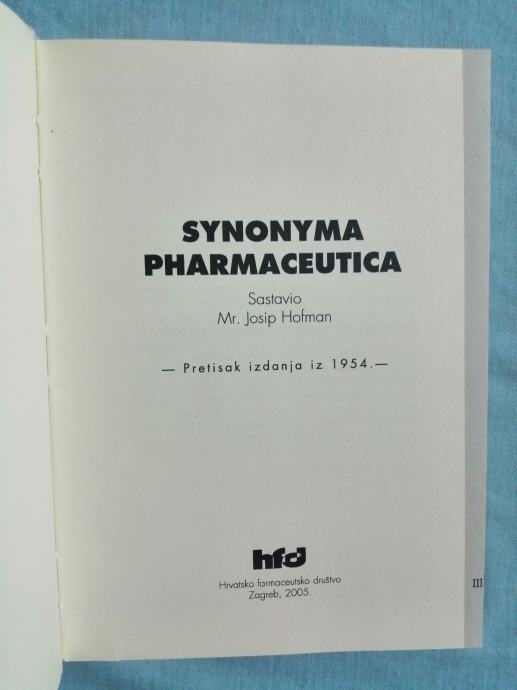 SYNONYMA
PHARMACEUTICA
Sastavio
Mr. Josip Hofman
— Pretisak izdanja iz 1954.—
hfd
Hrvatsko farmaceutsko društvo
Zagreb, 2005.
III